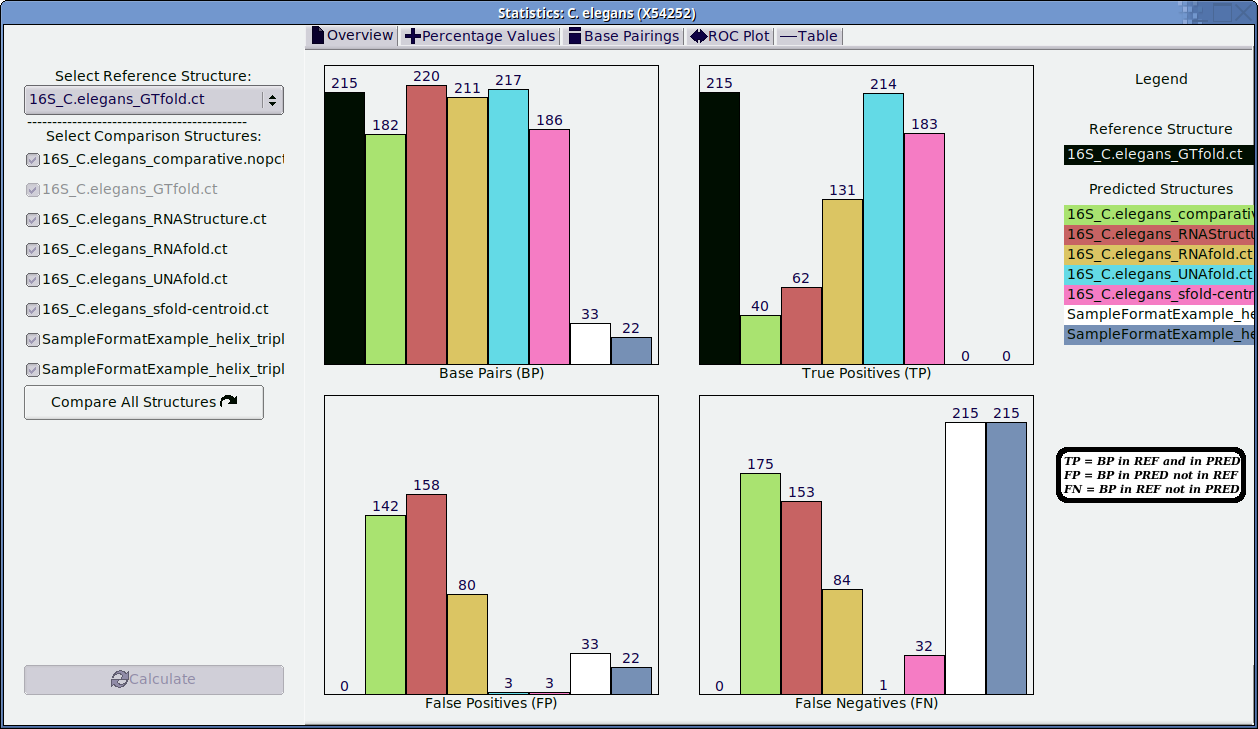 Statistics: C. elegans (X54252)
Overview Percentage Values Base Pairings ROC Plot Table
Select Reference Structure:
16S_C.elegans_GTfold.ct
--------------------------------------------
Select Comparison Structures:
16S_C.elegans_comparative.nopct
16S_C.elegans_GTfold.ct
16S_C.elegans_RNAStructure.ct
16S_C.elegans_RNAfold.ct
16S_C.elegans_UNAfold.ct
16S_C.elegans_sfold-centroid.ct
SampleFormatExample_helix_tripl
SampleFormatExample_helix_tripl
Compare All Structures
Calculate
215 182 220 211 217 186 33 22
Base Pairs (BP)
215 40 62 131 214 183 0 0
True Positives (TP)
0 142 158 80 3 3 33 22
False Positives (FP)
0 175 153 84 1 32 215 215
False Negatives (FN)
Legend
Reference Structure
16S_C.elegans_GTfold.ct
Predicted Structures
16S_C.elegans_comparativ
16S_C.elegans_RNAStructu
16S_C.elegans_RNAfold.ct
16S_C.elegans_UNAfold.ct
16S_C.elegans_sfold-centr
SampleFormatExample_he
SampleFormatExample_he
TP = BP in REF and in PRED
FP = BP in PRED not in REF
FN = BP in REF not in PRED